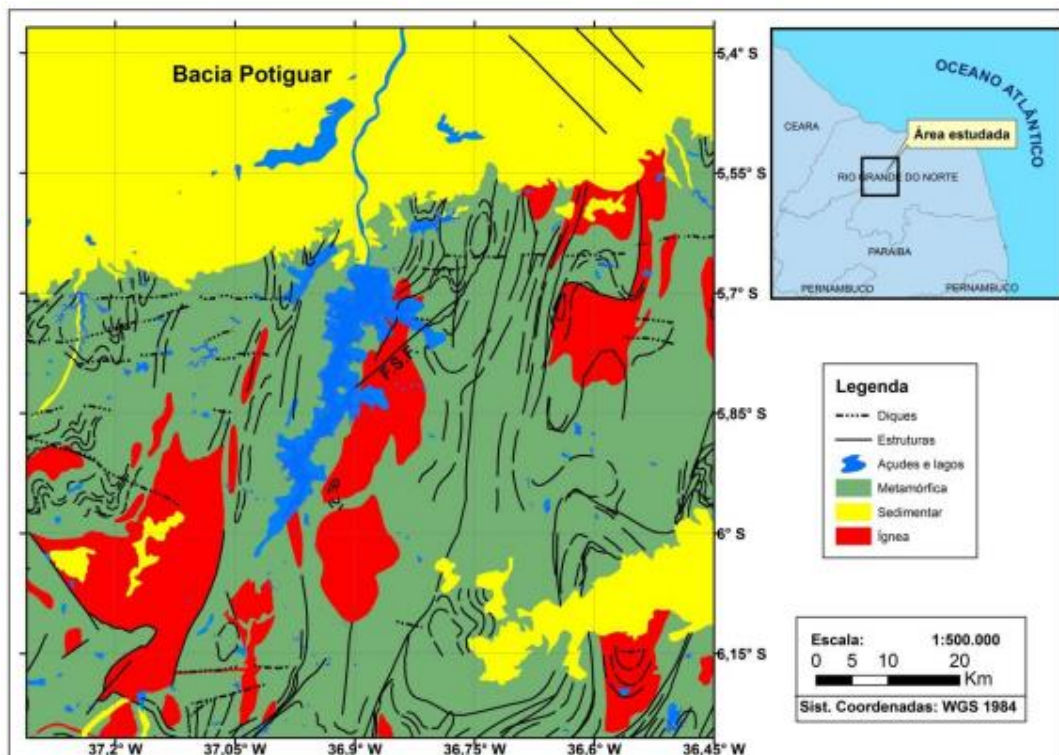 Bacia Potiguar
F.S.F.
5,4° S
5,55° S
5,7° S
5,85° S
6° S
6,15° S
37.2° W
37.05° W
36.9° W
36.75° W
36.6° W
36.45° W
OCEANO ATLÂNTICO
CEARA
Área estudada
RIO GRANDE DO NORTE
PARAIBA
PERNAMBUCO
PERNAMBUCO
Legenda
Diques
Estruturas
Açudes e lagos
Metamórfica
Sedimentar
Ígnea
Escala: 1:500.000
0 5 10 20
Km
Sist. Coordenadas: WGS 1984